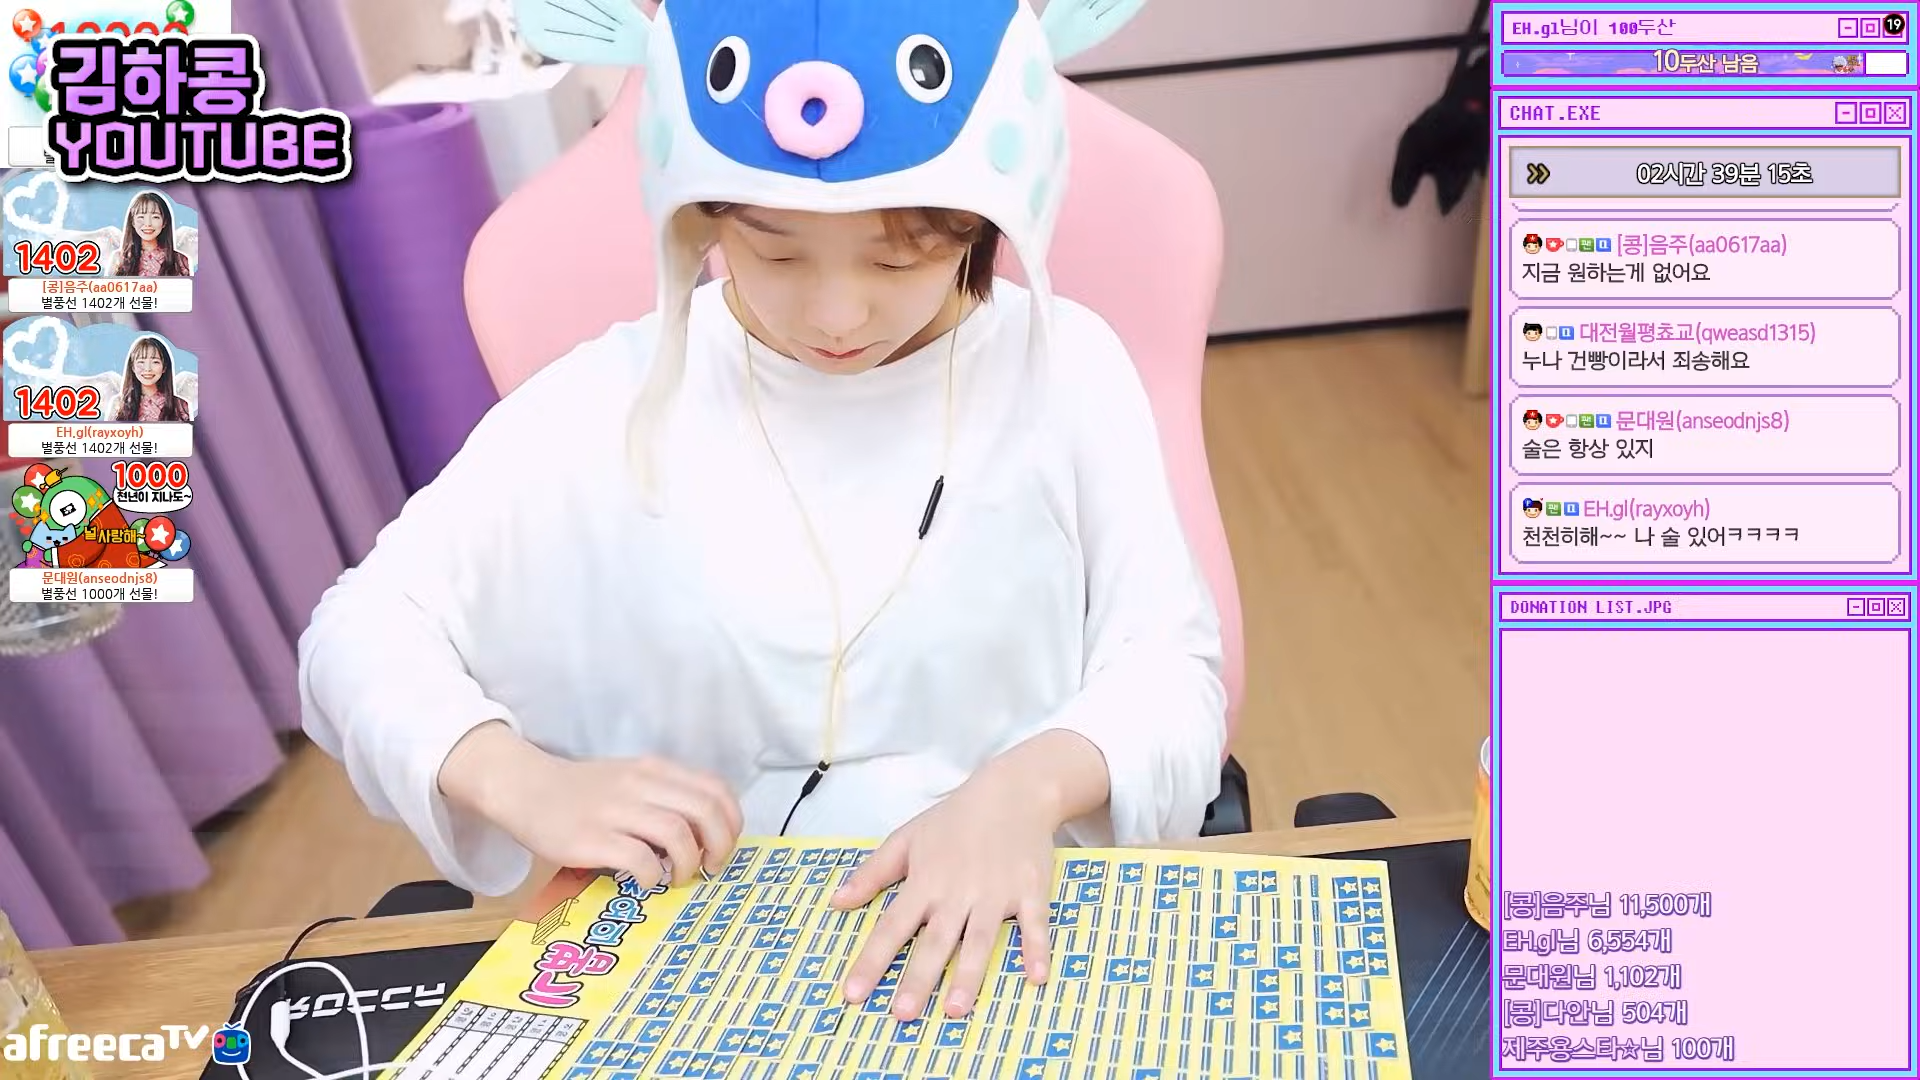 김하콩
YOUTUBE
1402
[콩]음주(aa0617aa)
별풍선 1402개 선물!
1402
EH.gl(rayxoyh)
별풍선 1402개 선물!
1000
천년이 지나도~
널 사랑해~
문대원(anseodnjs8)
별풍선 1000개 선물!
afreecaTV
뽑기
EH.gl님이 100두산
19
10두산 남음
CHAT.EXE
02시간 39분 15초
[콩]음주(aa0617aa)
지금 원하는게 없어요
대전월평쵸교(qweasd1315)
누나 건빵이라서 죄송해요
문대원(anseodnjs8)
술은 항상 있지
EH.gl(rayxoyh)
천천히해~~ 나 술 있어ㅋㅋㅋㅋ
DONATION LIST.JPG
[콩]음주님 11,500개
EH.gl님 6,554개
문대원님 1,102개
[콩]다안님 504개
제주용스타☆님 100개